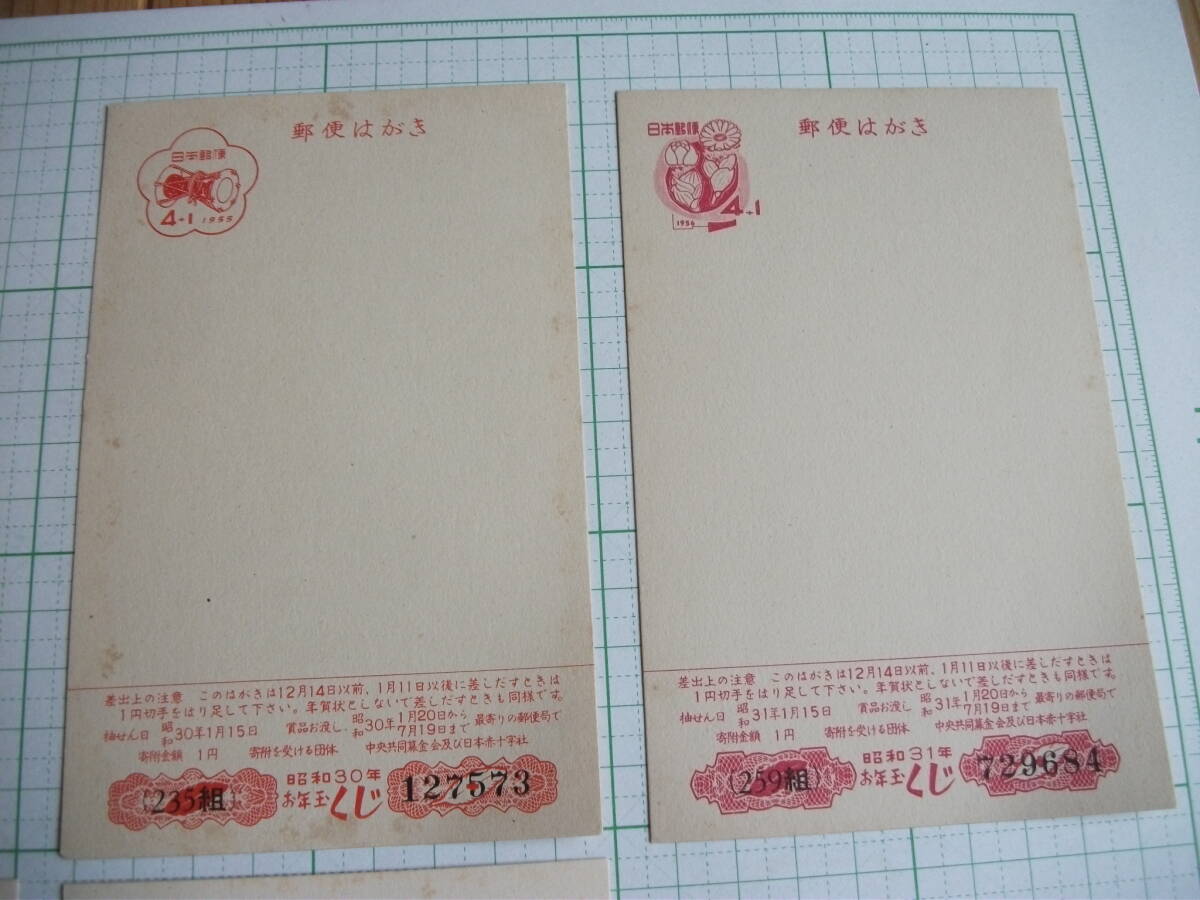 郵便はがき
日本郵便
4+1 1955
差出上の注意 このはがきは12月14日以前、1月11日以後に差しだすときは
1円切手をはり足して下さい。年賀状としないで差しだすときも同様です。
抽せん日 昭和30年1月15日 賞品お渡し 昭和30年1月20日から7月19日まで 最寄りの郵便局で
寄附金額 1円 寄附を受ける団体 中央共同募金会及び日本赤十字社
(235組) 昭和30年 お年玉くじ 127573
郵便はがき
日本郵便
4+1
1956
差出上の注意 このはがきは12月14日以前、1月11日以後に差しだすときは
1円切手をはり足して下さい。年賀状としないで差しだすときも同様です。
抽せん日 昭和31年1月15日 賞品お渡し 昭和31年1月20日から7月19日まで 最寄りの郵便局で
寄附金額 1円 寄附を受ける団体 中央共同募金会及び日本赤十字社
(259組) 昭和31年 お年玉くじ 729684